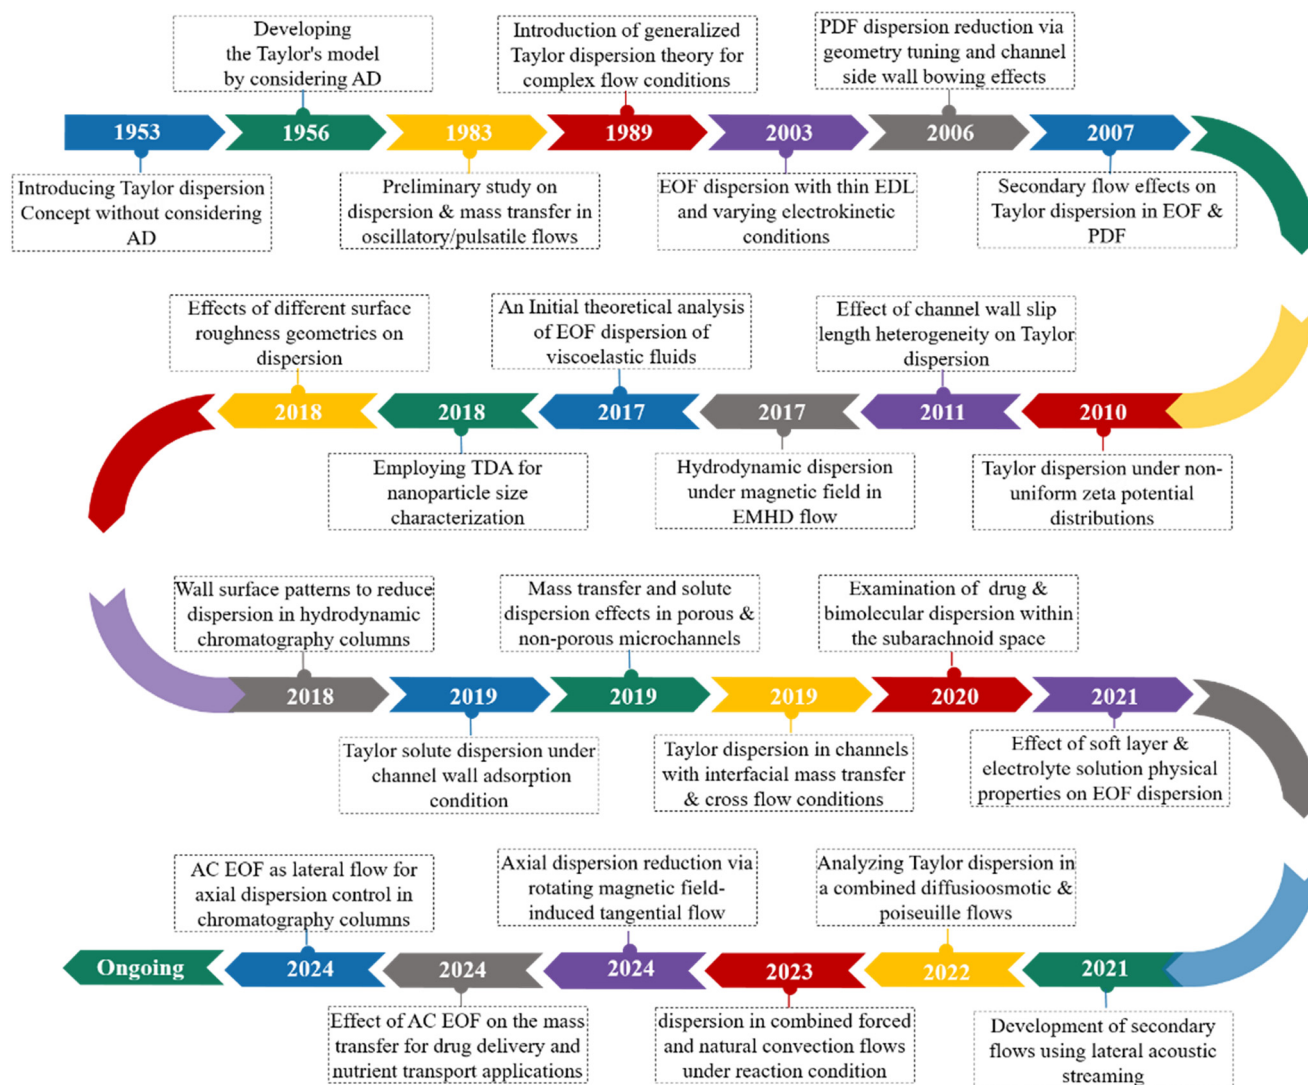 Developing
the Taylor's model
by considering AD
Introduction of generalized
Taylor dispersion theory for
complex flow conditions
PDF dispersion reduction via
geometry tuning and channel
side wall bowing effects
1953
1956
1983
1989
2003
2006
2007
Introducing Taylor dispersion
Concept without considering
AD
Preliminary study on
dispersion & mass transfer in
oscillatory/pulsatile flows
EOF dispersion with thin EDL
and varying electrokinetic
conditions
Secondary flow effects on
Taylor dispersion in EOF &
PDF
Effects of different surface
roughness geometries on
dispersion
An Initial theoretical analysis
of EOF dispersion of
viscoelastic fluids
Effect of channel wall slip
length heterogeneity on Taylor
dispersion
2018
2018
2017
2017
2011
2010
Employing TDA for
nanoparticle size
characterization
Hydrodynamic dispersion
under magnetic field in
EMHD flow
Taylor dispersion under non-
uniform zeta potential
distributions
Wall surface patterns to reduce
dispersion in hydrodynamic
chromatography columns
Mass transfer and solute
dispersion effects in porous &
non-porous microchannels
Examination of drug &
bimolecular dispersion within
the subarachnoid space
2018
2019
2019
2019
2020
2021
Taylor solute dispersion under
channel wall adsorption
condition
Taylor dispersion in channels
with interfacial mass transfer
& cross flow conditions
Effect of soft layer &
electrolyte solution physical
properties on EOF dispersion
AC EOF as lateral flow for
axial dispersion control in
chromatography columns
Axial dispersion reduction via
rotating magnetic field-
induced tangential flow
Analyzing Taylor dispersion in
a combined diffusioosmotic &
poiseuille flows
Ongoing
2024
2024
2024
2023
2022
2021
Effect of AC EOF on the mass
transfer for drug delivery and
nutrient transport applications
dispersion in combined forced
and natural convection flows
under reaction condition
Development of secondary
flows using lateral acoustic
streaming